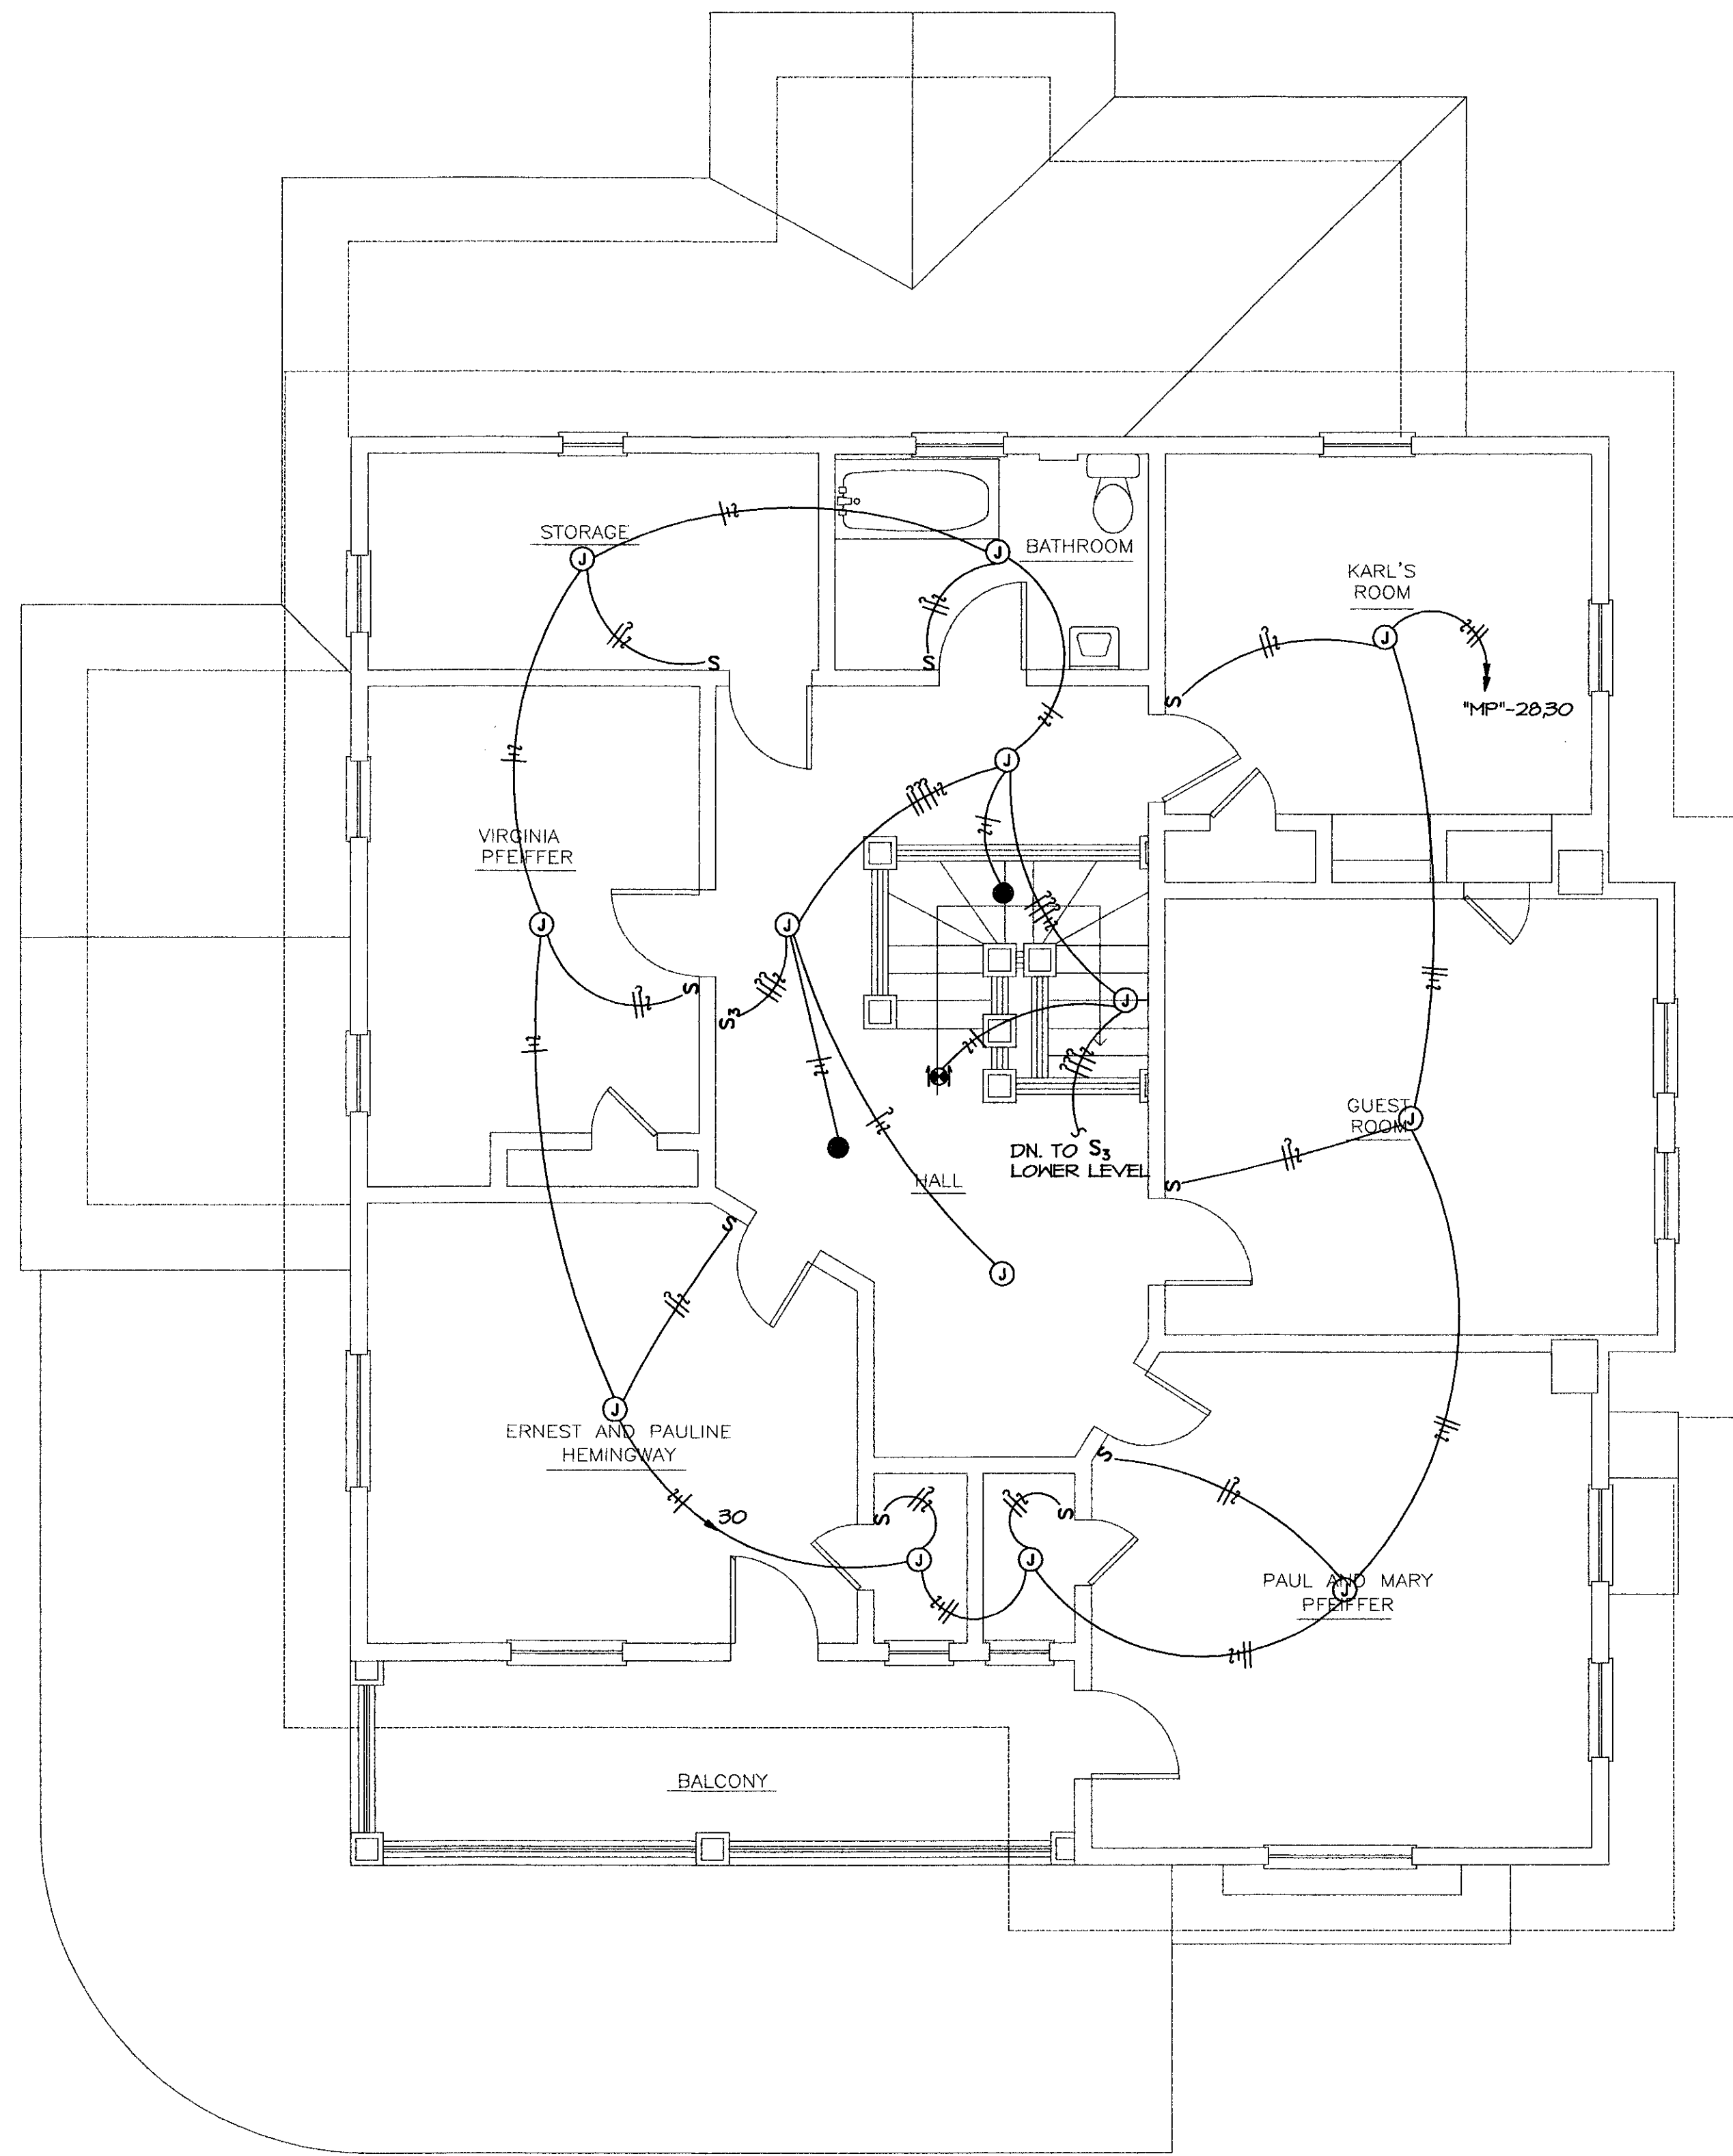 STORAGE
J
J
BATHROOM
KARL'S
ROOM
J
S
S
S
"MP"-28,30
J
VIRGINIA
PFEIFFER
J
J
S
S3
J
GUEST
ROOM
J
DN. TO S3
LOWER LEVEL
HALL
S
S
J
J
ERNEST AND PAULINE
HEMINGWAY
S
30
S
S
J
J
PAUL AND MARY
J
PFEIFFER
BALCONY